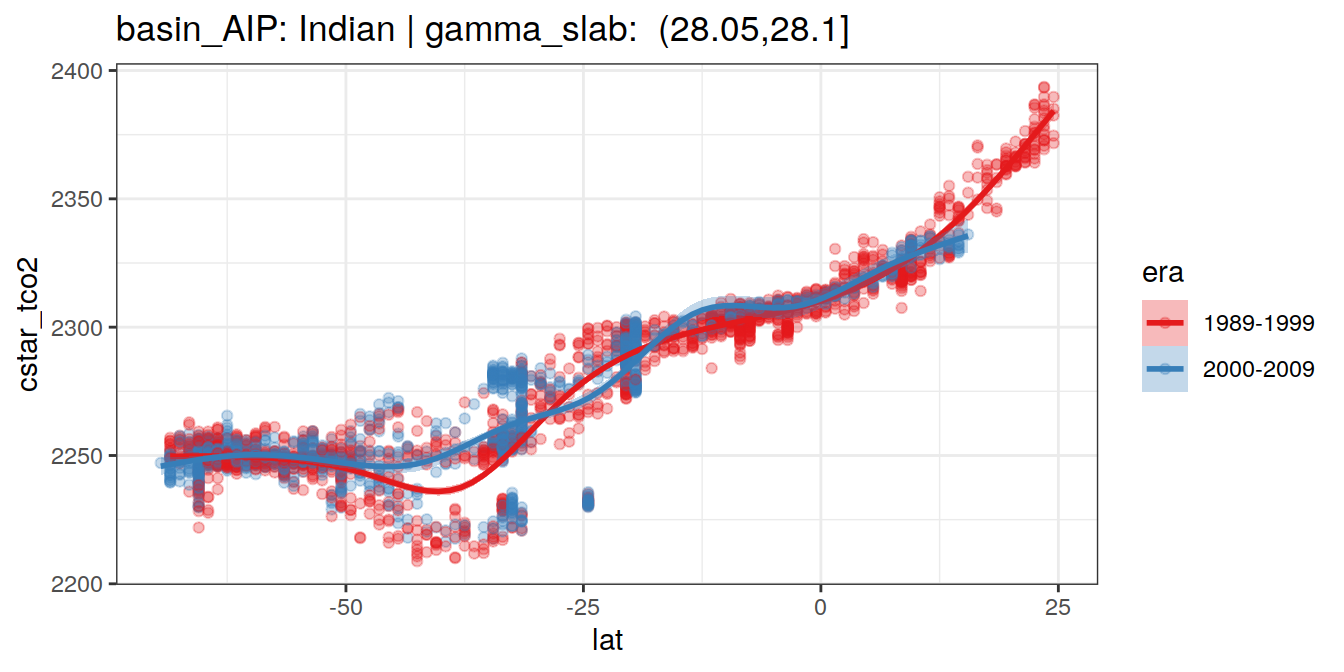 basin_AIP: Indian | gamma_slab:  (28.05,28.1]
2400
2350
2300
2250
2200
cstar_tco2
-50
-25
0
25
lat
era
1989-1999
2000-2009